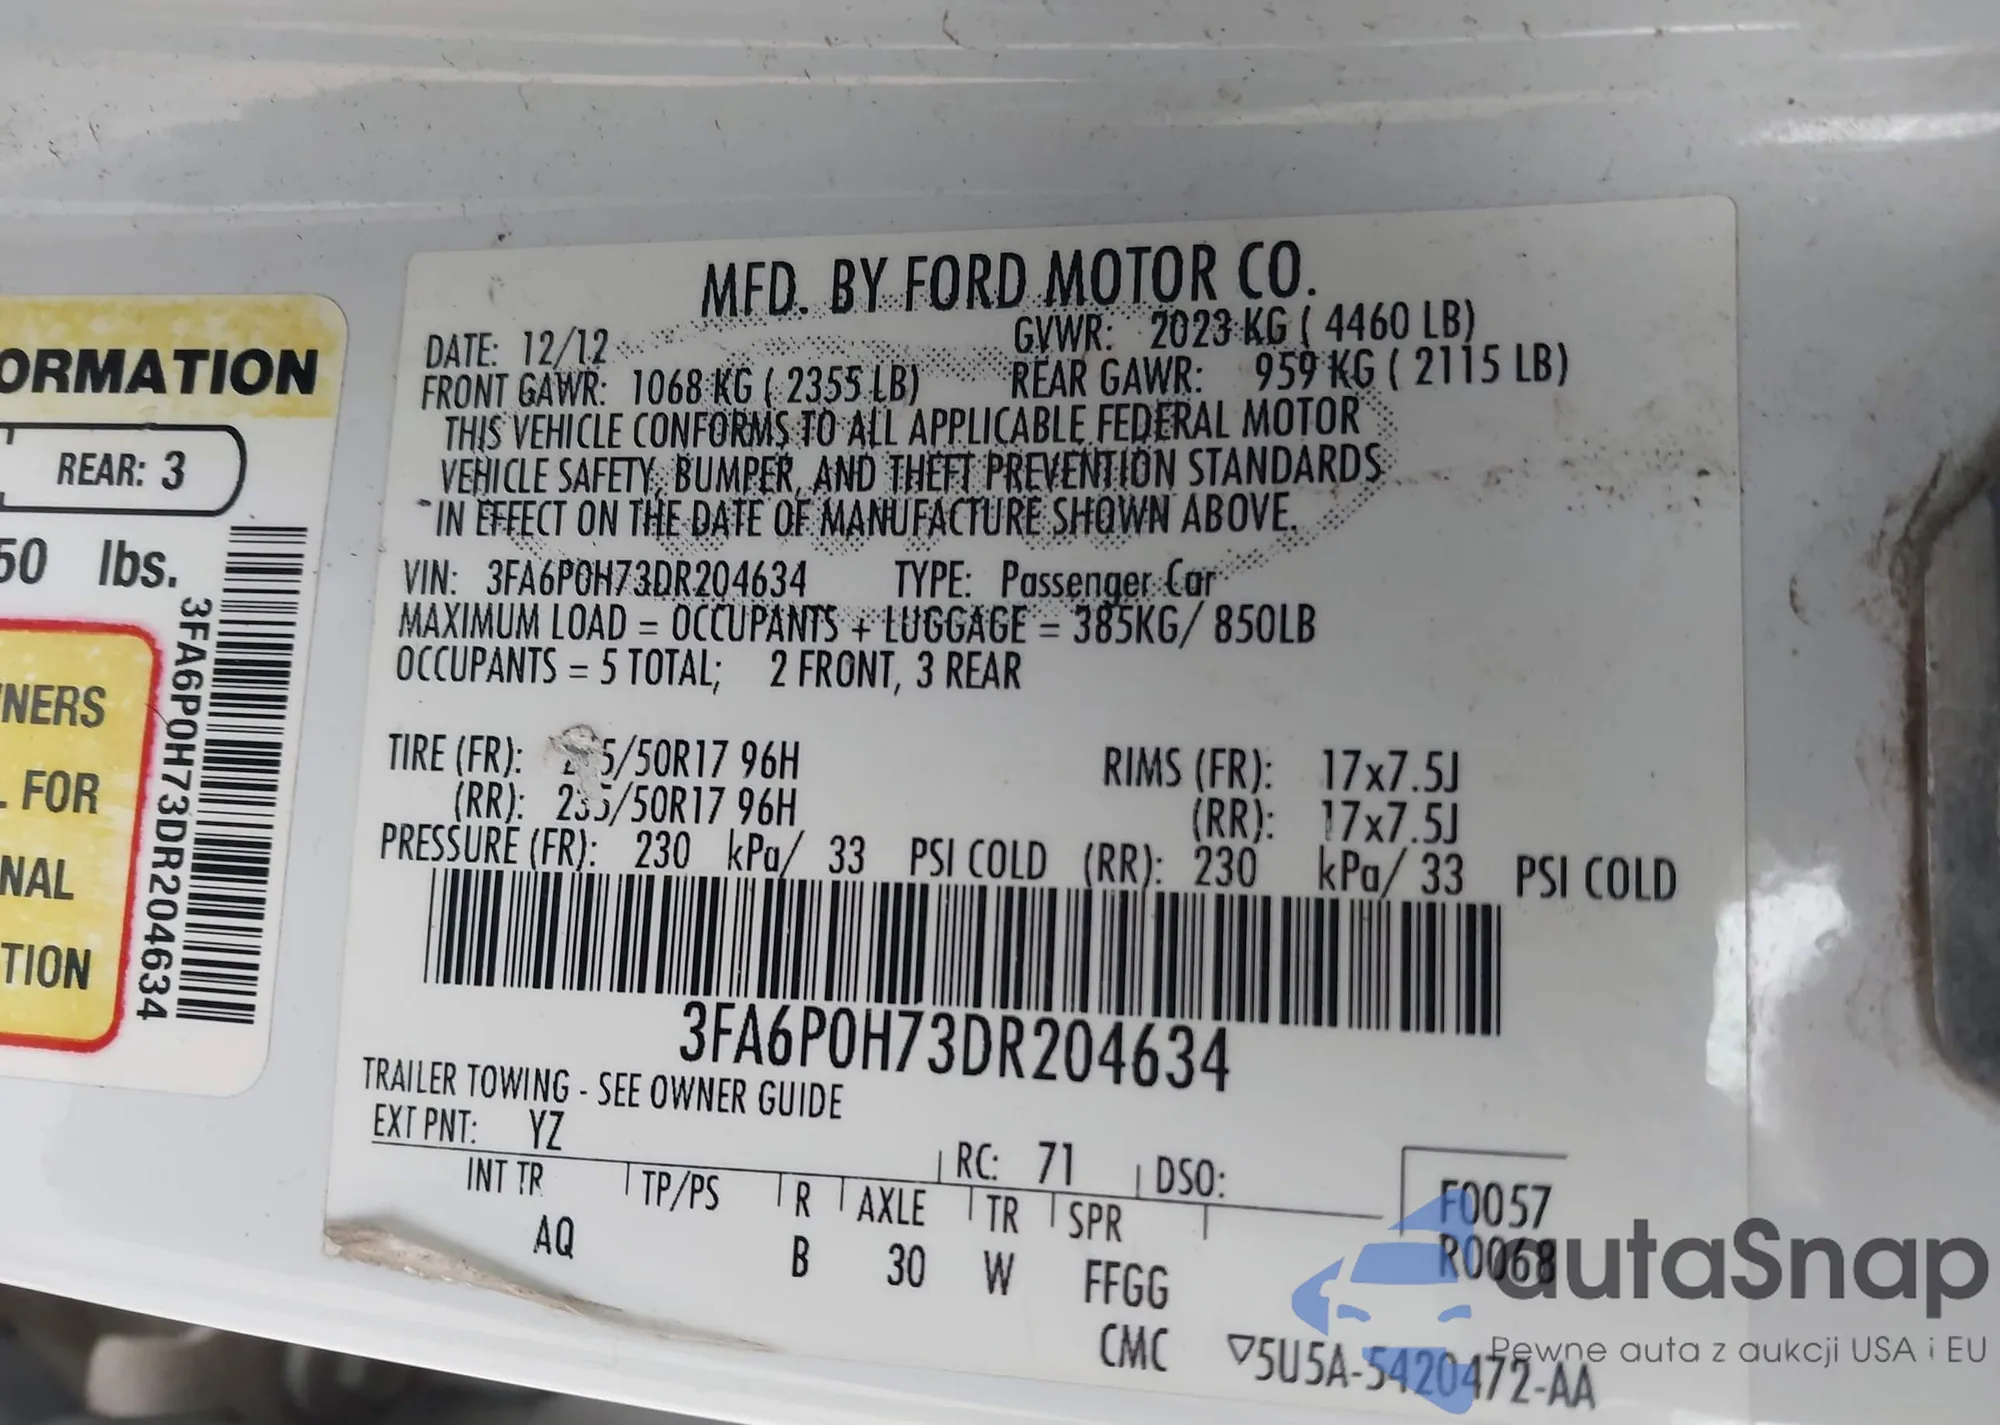 ORMATION
REAR: 3
50 lbs.
NERS
FOR
NAL
TION
3FA6P0H73DR204634
MFD. BY FORD MOTOR CO.
DATE: 12/12 GVWR: 2023 KG ( 4460 LB)
FRONT GAWR: 1068 KG ( 2355 LB) REAR GAWR: 959 KG ( 2115 LB)
THIS VEHICLE CONFORMS TO ALL APPLICABLE FEDERAL MOTOR
VEHICLE SAFETY, BUMPER, AND THEFT PREVENTION STANDARDS
IN EFFECT ON THE DATE OF MANUFACTURE SHOWN ABOVE.
VIN: 3FA6P0H73DR204634 TYPE: Passenger Car
MAXIMUM LOAD = OCCUPANTS + LUGGAGE = 385KG/ 850LB
OCCUPANTS = 5 TOTAL; 2 FRONT, 3 REAR
TIRE (FR): 5/50R17 96H RIMS (FR): 17x7.5J
(RR): 235/50R17 96H (RR): 17x7.5J
PRESSURE (FR): 230 kPa/ 33 PSI COLD (RR): 230 kPa/ 33 PSI COLD
3FA6P0H73DR204634
TRAILER TOWING - SEE OWNER GUIDE
EXT PNT: YZ RC: 71 DSO:
INT TR TP/PS R AXLE TR SPR F0057
AQ B 30 W FFGG R0068
CMC ▽5U5A-5420472-AA
autaSnap
Pewne auta z aukcji USA i EU